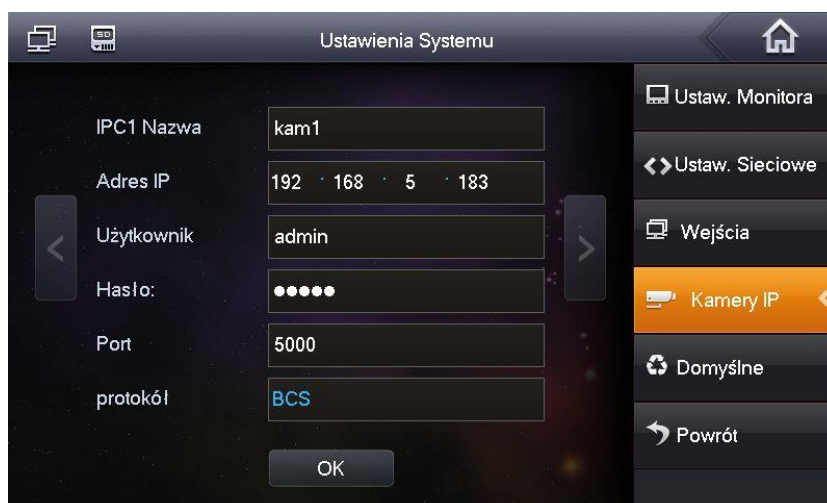 SD
Ustawienia Systemu
IPC1 Nazwa
kam1
Adres IP
192 . 168 . 5 . 183
Użytkownik
admin
Hasło:
●●●●●
Port
5000
protokół
BCS
OK
Ustaw. Monitora
Ustaw. Sieciowe
Wejścia
Kamery IP
Domyślne
Powrót